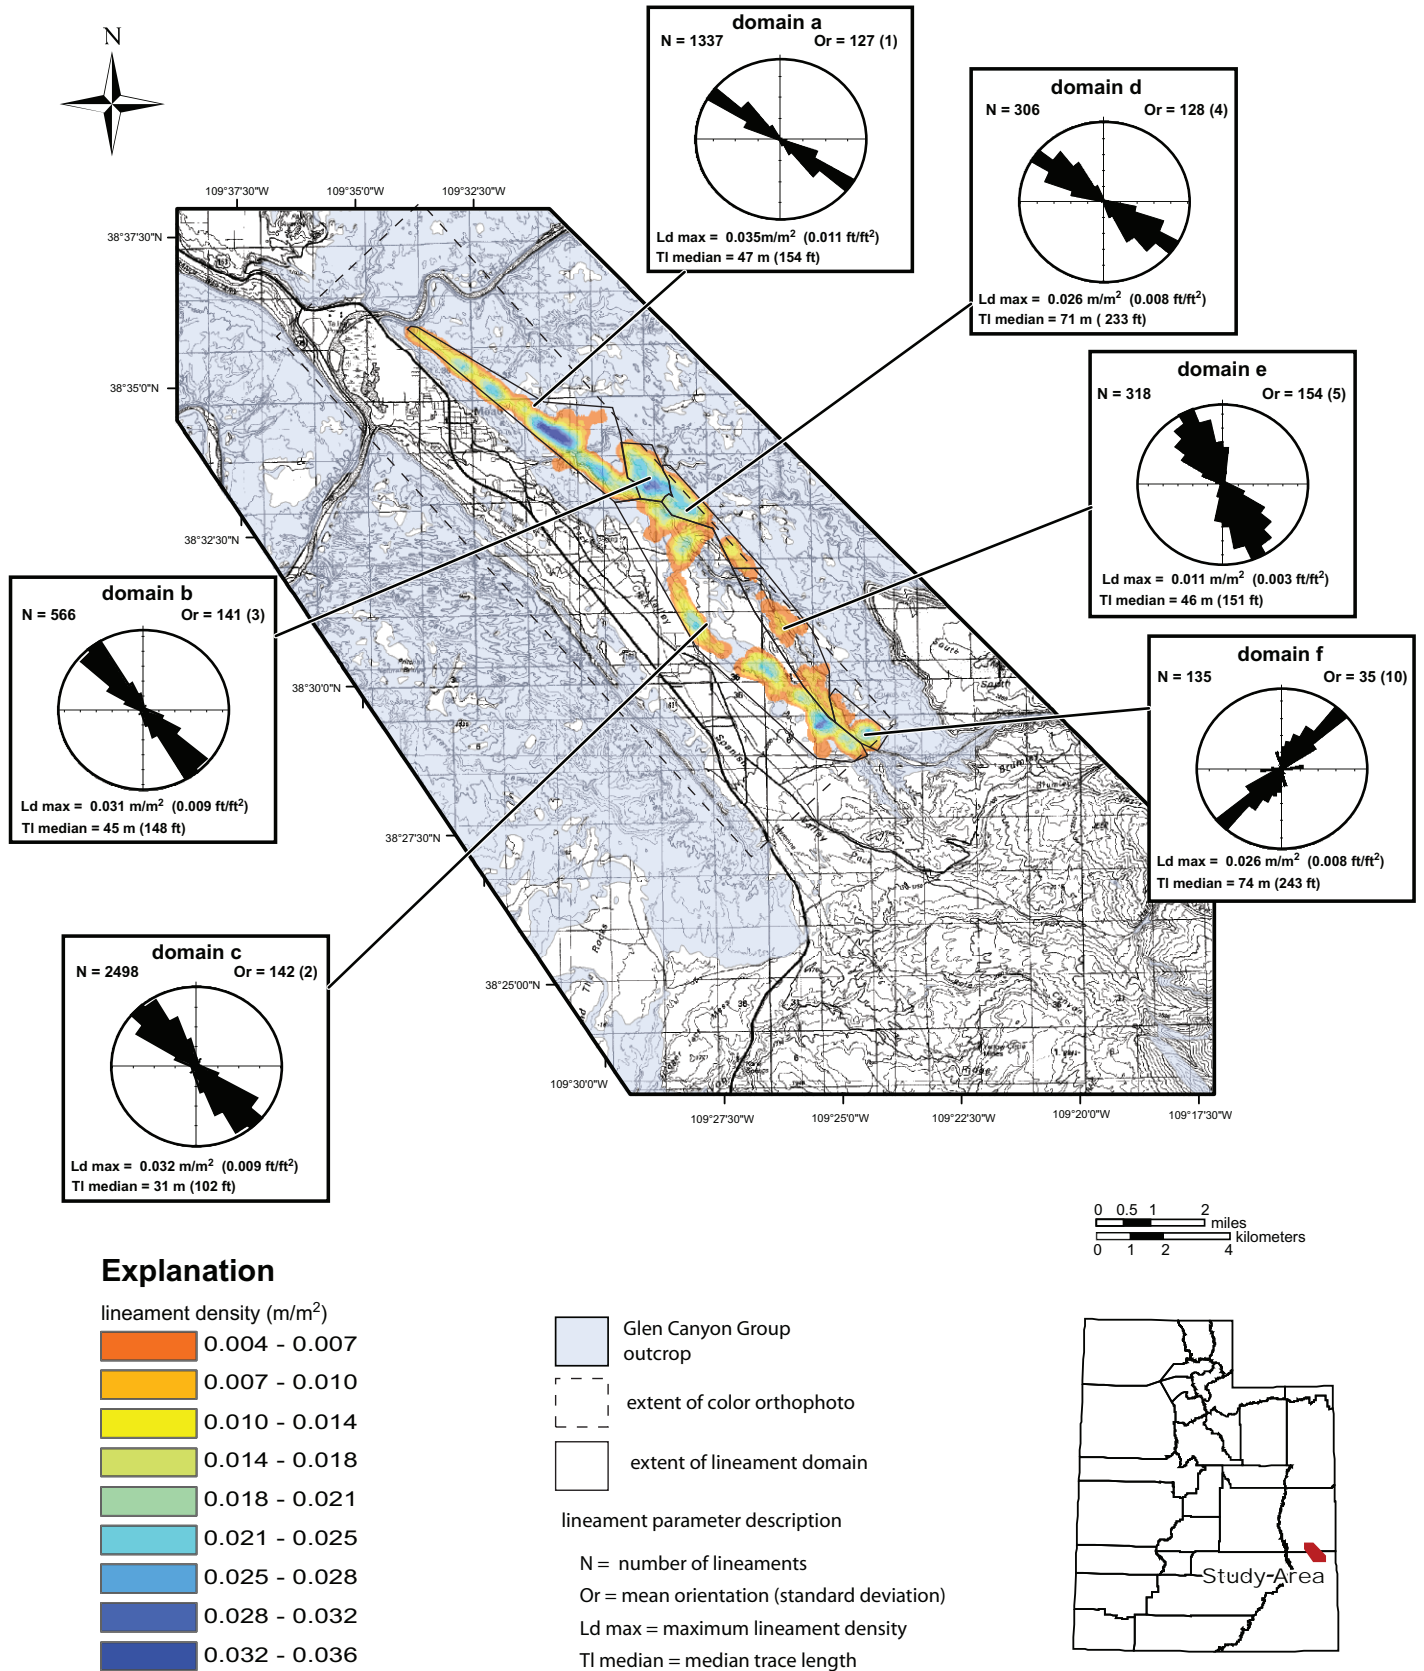 N
domain a
N = 1337 Or = 127 (1)
Ld max = 0.035m/m² (0.011 ft/ft²)
Tl median = 47 m (154 ft)
domain d
N = 306 Or = 128 (4)
Ld max = 0.026 m/m² (0.008 ft/ft²)
Tl median = 71 m ( 233 ft)
domain e
N = 318 Or = 154 (5)
Ld max = 0.011 m/m² (0.003 ft/ft²)
Tl median = 46 m (151 ft)
domain f
N = 135 Or = 35 (10)
Ld max = 0.026 m/m² (0.008 ft/ft²)
Tl median = 74 m (243 ft)
domain b
N = 566 Or = 141 (3)
Ld max = 0.031 m/m² (0.009 ft/ft²)
Tl median = 45 m (148 ft)
domain c
N = 2498 Or = 142 (2)
Ld max = 0.032 m/m² (0.009 ft/ft²)
Tl median = 31 m (102 ft)
109°37'30"W 109°35'0"W 109°32'30"W
38°37'30"N
38°35'0"N
38°32'30"N
38°30'0"N
38°27'30"N
38°25'00"N
109°30'0"W
109°27'30"W 109°25'0"W 109°22'30"W 109°20'0"W 109°17'30"W
Moab
Spanish
Valley
South
Brumley
Rocks
Ridge
0 0.5 1 2
miles
kilometers
0 1 2 4
Explanation
lineament density (m/m²)
0.004 - 0.007
0.007 - 0.010
0.010 - 0.014
0.014 - 0.018
0.018 - 0.021
0.021 - 0.025
0.025 - 0.028
0.028 - 0.032
0.032 - 0.036
Glen Canyon Group
outcrop
extent of color orthophoto
extent of lineament domain
lineament parameter description
N = number of lineaments
Or = mean orientation (standard deviation)
Ld max = maximum lineament density
Tl median = median trace length
Study Area